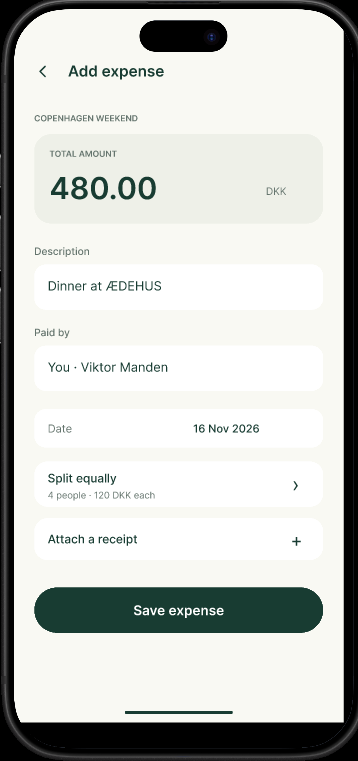 Add expense
COPENHAGEN WEEKEND
TOTAL AMOUNT
480.00 DKK
Description
Dinner at ÆDEHUS
Paid by
You · Viktor Manden
Date 16 Nov 2026
Split equally
4 people · 120 DKK each
Attach a receipt
Save expense